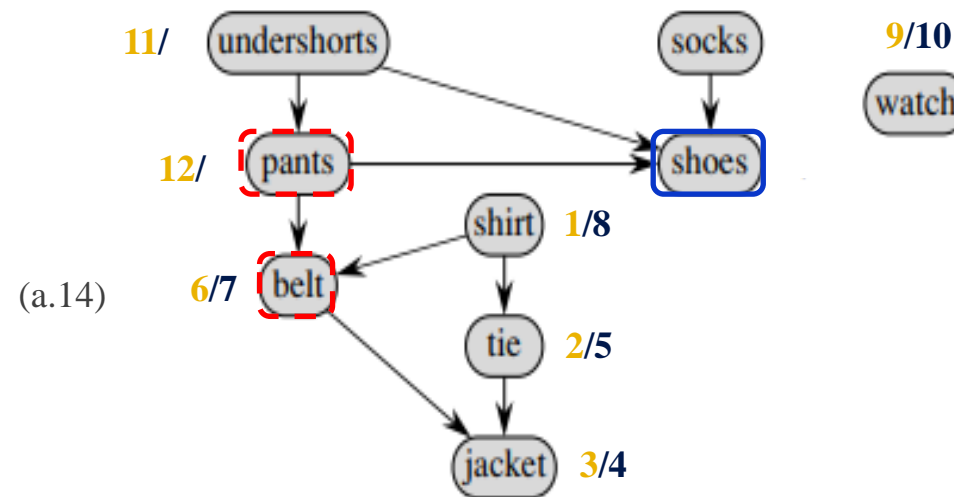 11/ undershorts socks 9/10
watch
12/ pants shoes
shirt 1/8
(a.14) 6/7 belt
tie 2/5
jacket 3/4